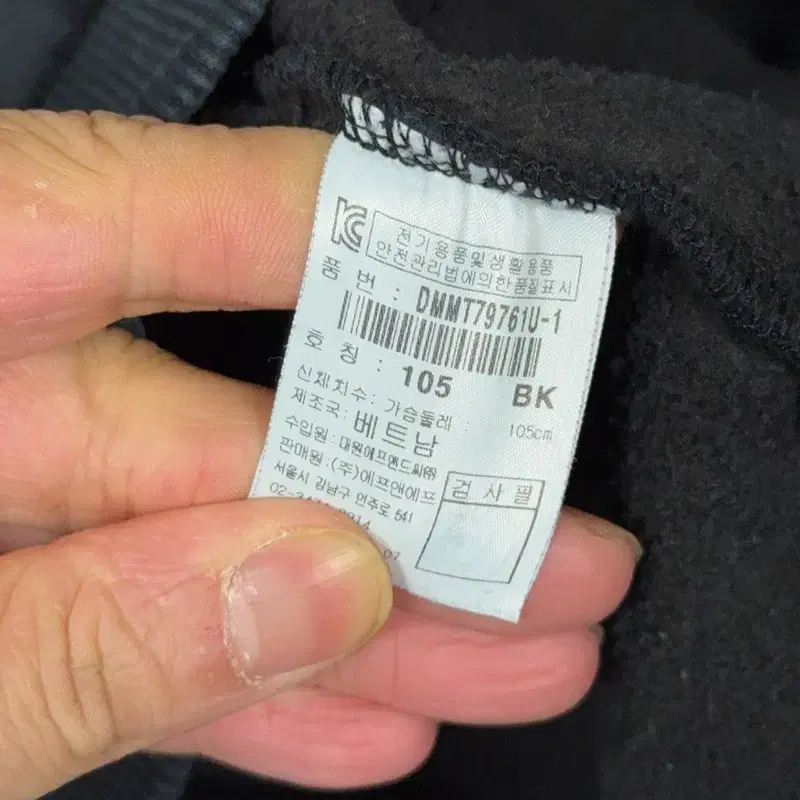 KC 전기용품및생활용품
안전관리법에의한품질표시
품 번 : DMMT79761U-1
호 칭 : 105 BK
신체치수: 가슴둘레 : 105cm
제조국: 베트남
수입원: 대원에프앤드씨㈜
판매원:(주)에프앤에프
서울시 강남구 언주로 541
02-
07
검 사 필